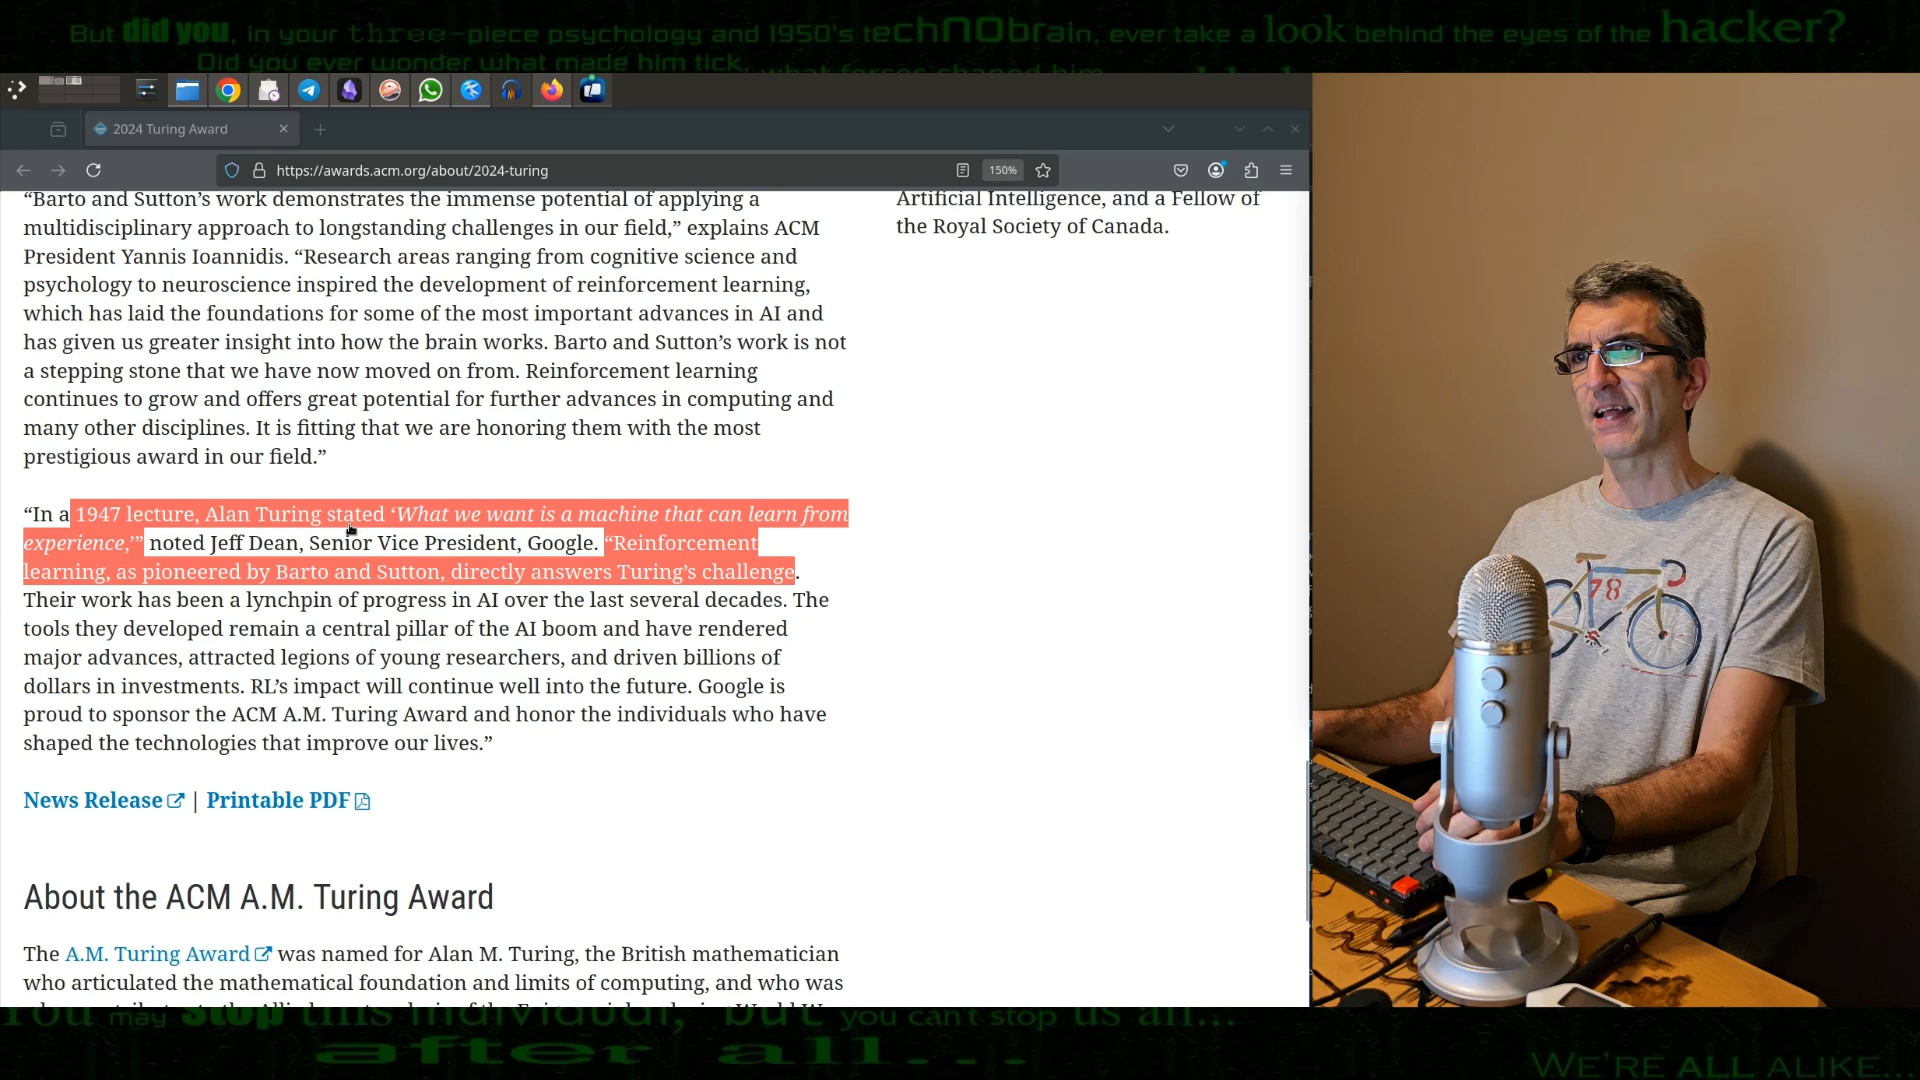 But did you, in your three-piece psychology and 1950's techNObrain, ever take a look behind the eyes of the hacker?
Did you ever wonder what made him tick, what forces shaped him
2024 Turing Award
https://awards.acm.org/about/2024-turing
150%
“Barto and Sutton’s work demonstrates the immense potential of applying a
multidisciplinary approach to longstanding challenges in our field,” explains ACM
President Yannis Ioannidis. “Research areas ranging from cognitive science and
psychology to neuroscience inspired the development of reinforcement learning,
which has laid the foundations for some of the most important advances in AI and
has given us greater insight into how the brain works. Barto and Sutton’s work is not
a stepping stone that we have now moved on from. Reinforcement learning
continues to grow and offers great potential for further advances in computing and
many other disciplines. It is fitting that we are honoring them with the most
prestigious award in our field.”
“In a 1947 lecture, Alan Turing stated ‘What we want is a machine that can learn from
experience,’” noted Jeff Dean, Senior Vice President, Google. “Reinforcement
learning, as pioneered by Barto and Sutton, directly answers Turing’s challenge.
Their work has been a lynchpin of progress in AI over the last several decades. The
tools they developed remain a central pillar of the AI boom and have rendered
major advances, attracted legions of young researchers, and driven billions of
dollars in investments. RL’s impact will continue well into the future. Google is
proud to sponsor the ACM A.M. Turing Award and honor the individuals who have
shaped the technologies that improve our lives.”
News Release | Printable PDF
About the ACM A.M. Turing Award
The A.M. Turing Award was named for Alan M. Turing, the British mathematician
who articulated the mathematical foundation and limits of computing, and who was
Artificial Intelligence, and a Fellow of
the Royal Society of Canada.
78
You may stop this individual, but you can't stop us all...
after all...
WE'RE ALL ALIKE...